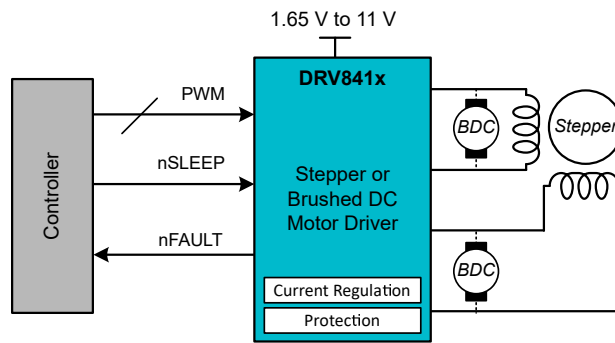 1.65 V to 11 V
DRV841x
PWM
nSLEEP
nFAULT
Controller
Stepper or
Brushed DC
Motor Driver
Current Regulation
Protection
BDC
Stepper
BDC